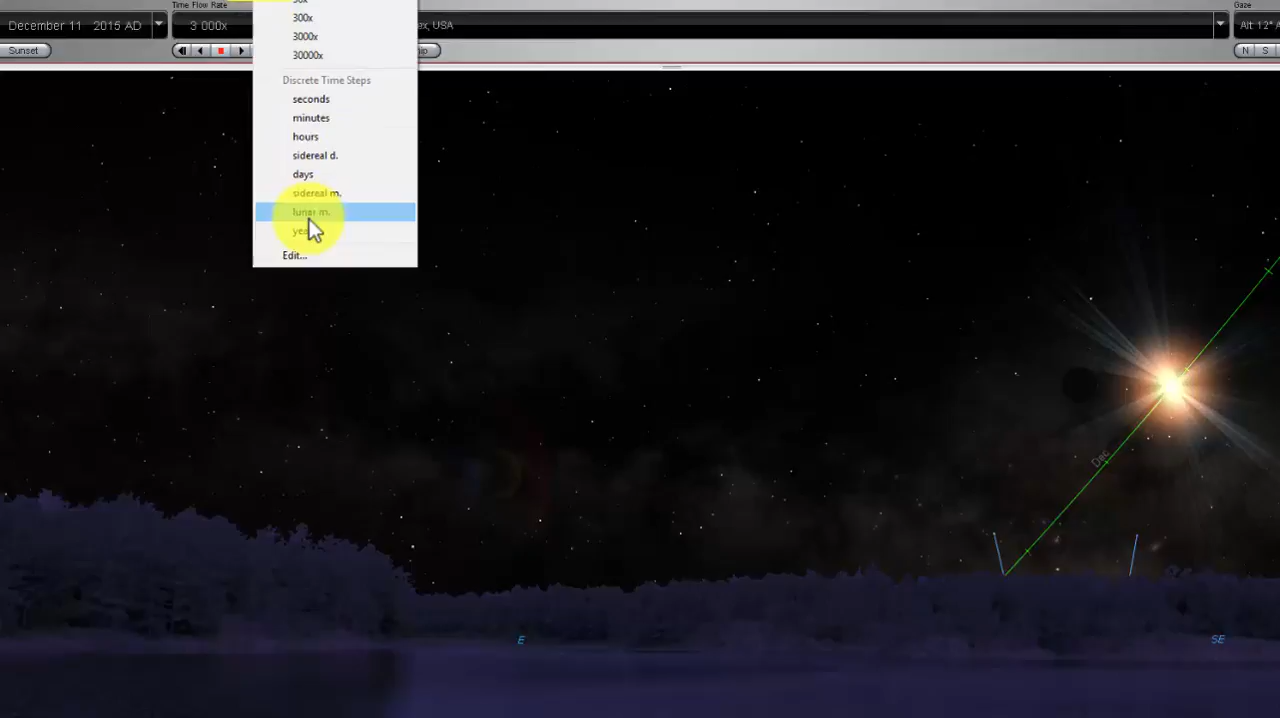 Time Flow Rate
Gaze
December 11 2015 AD
3 000x
ex, USA
Alt: 12°
Sunset
N S
300x
3000x
30000x
Discrete Time Steps
seconds
minutes
hours
sidereal d.
days
sidereal m.
lunar m.
Edit...
Dec
E
SE